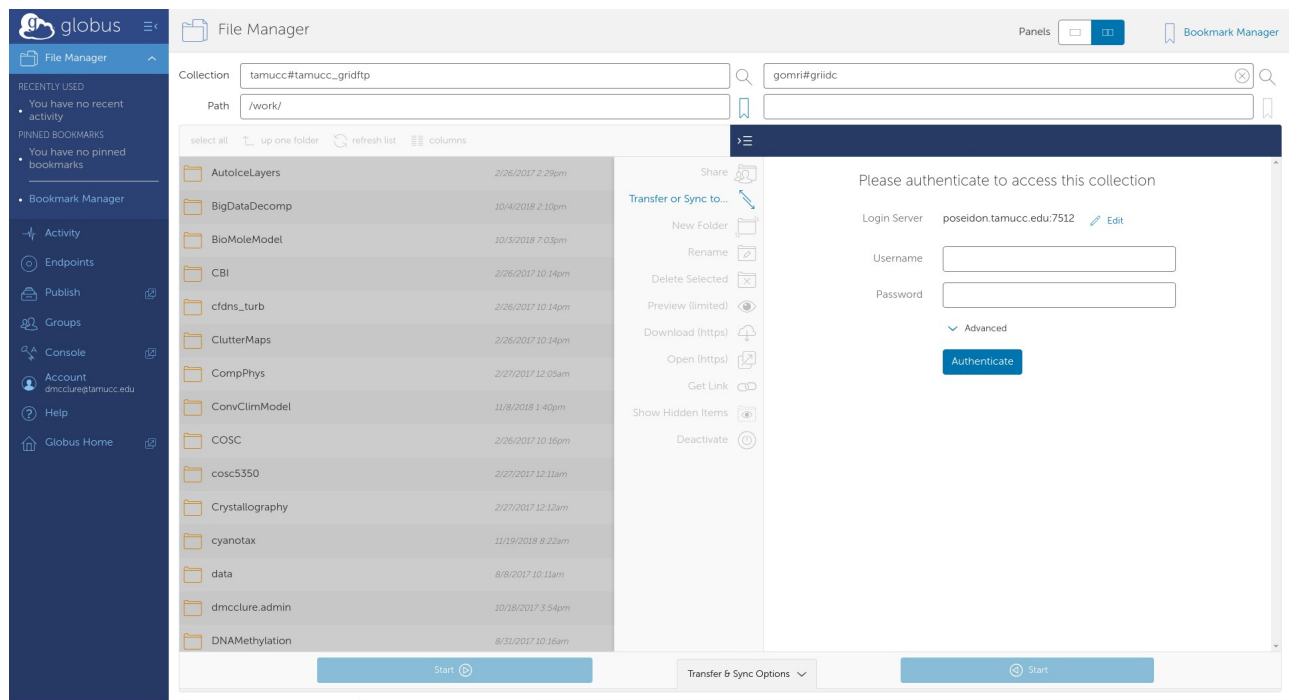 globus
File Manager
RECENTLY USED
You have no recent
activity
PINNED BOOKMARKS
You have no pinned
bookmarks
Bookmark Manager
Activity
Endpoints
Publish
Groups
Console
Account
dmcclure@tamucc.edu
Help
Globus Home
File Manager
Panels
Bookmark Manager
Collection
tamucc#tamucc_gridftp
gomri#griidc
Path
/work/
select all up one folder refresh list columns
AutoIceLayers 2/26/2017 2:29pm
BigDataDecomp 10/4/2018 2:10pm
BioMoleModel 10/3/2018 7:03pm
CBI 2/26/2017 10:14pm
cfdns_turb 2/26/2017 10:14pm
ClutterMaps 2/26/2017 10:14pm
CompPhys 2/27/2017 12:05am
ConvClimModel 11/8/2018 1:40pm
COSC 2/26/2017 10:16pm
cosc5350 2/27/2017 12:11am
Crystallography 2/27/2017 12:12am
cyanotax 11/19/2018 8:22am
data 8/8/2017 10:11am
dmcclure.admin 10/18/2017 3:54pm
DNAMethylation 8/31/2017 10:16am
Share
Transfer or Sync to...
New Folder
Rename
Delete Selected
Preview (limited)
Download (https)
Open (https)
Get Link
Show Hidden Items
Deactivate
Please authenticate to access this collection
Login Server poseidon.tamucc.edu:7512 Edit
Username
Password
Advanced
Authenticate
Start
Transfer & Sync Options
Start